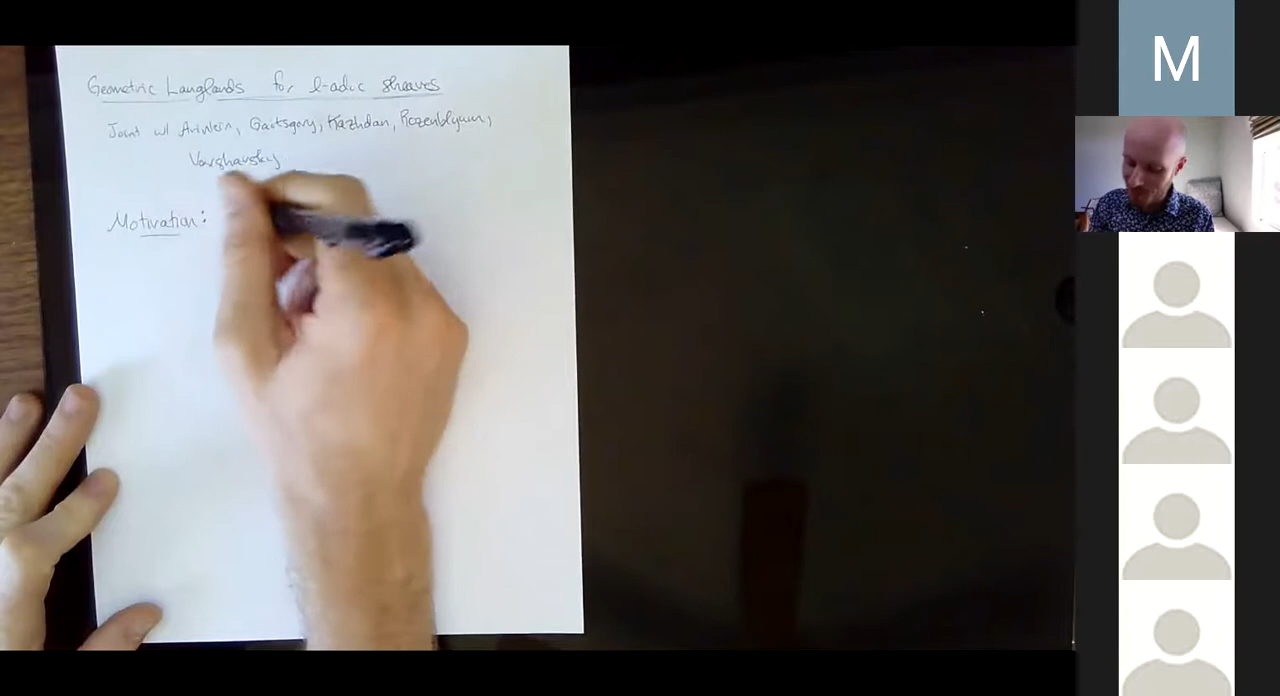 Geometric Langlands for l-adic sheaves
Joint w/ Arinkin, Gaitsgory, Kazhdan, Rozenblyum,
Varshavsky
Motivation:
M